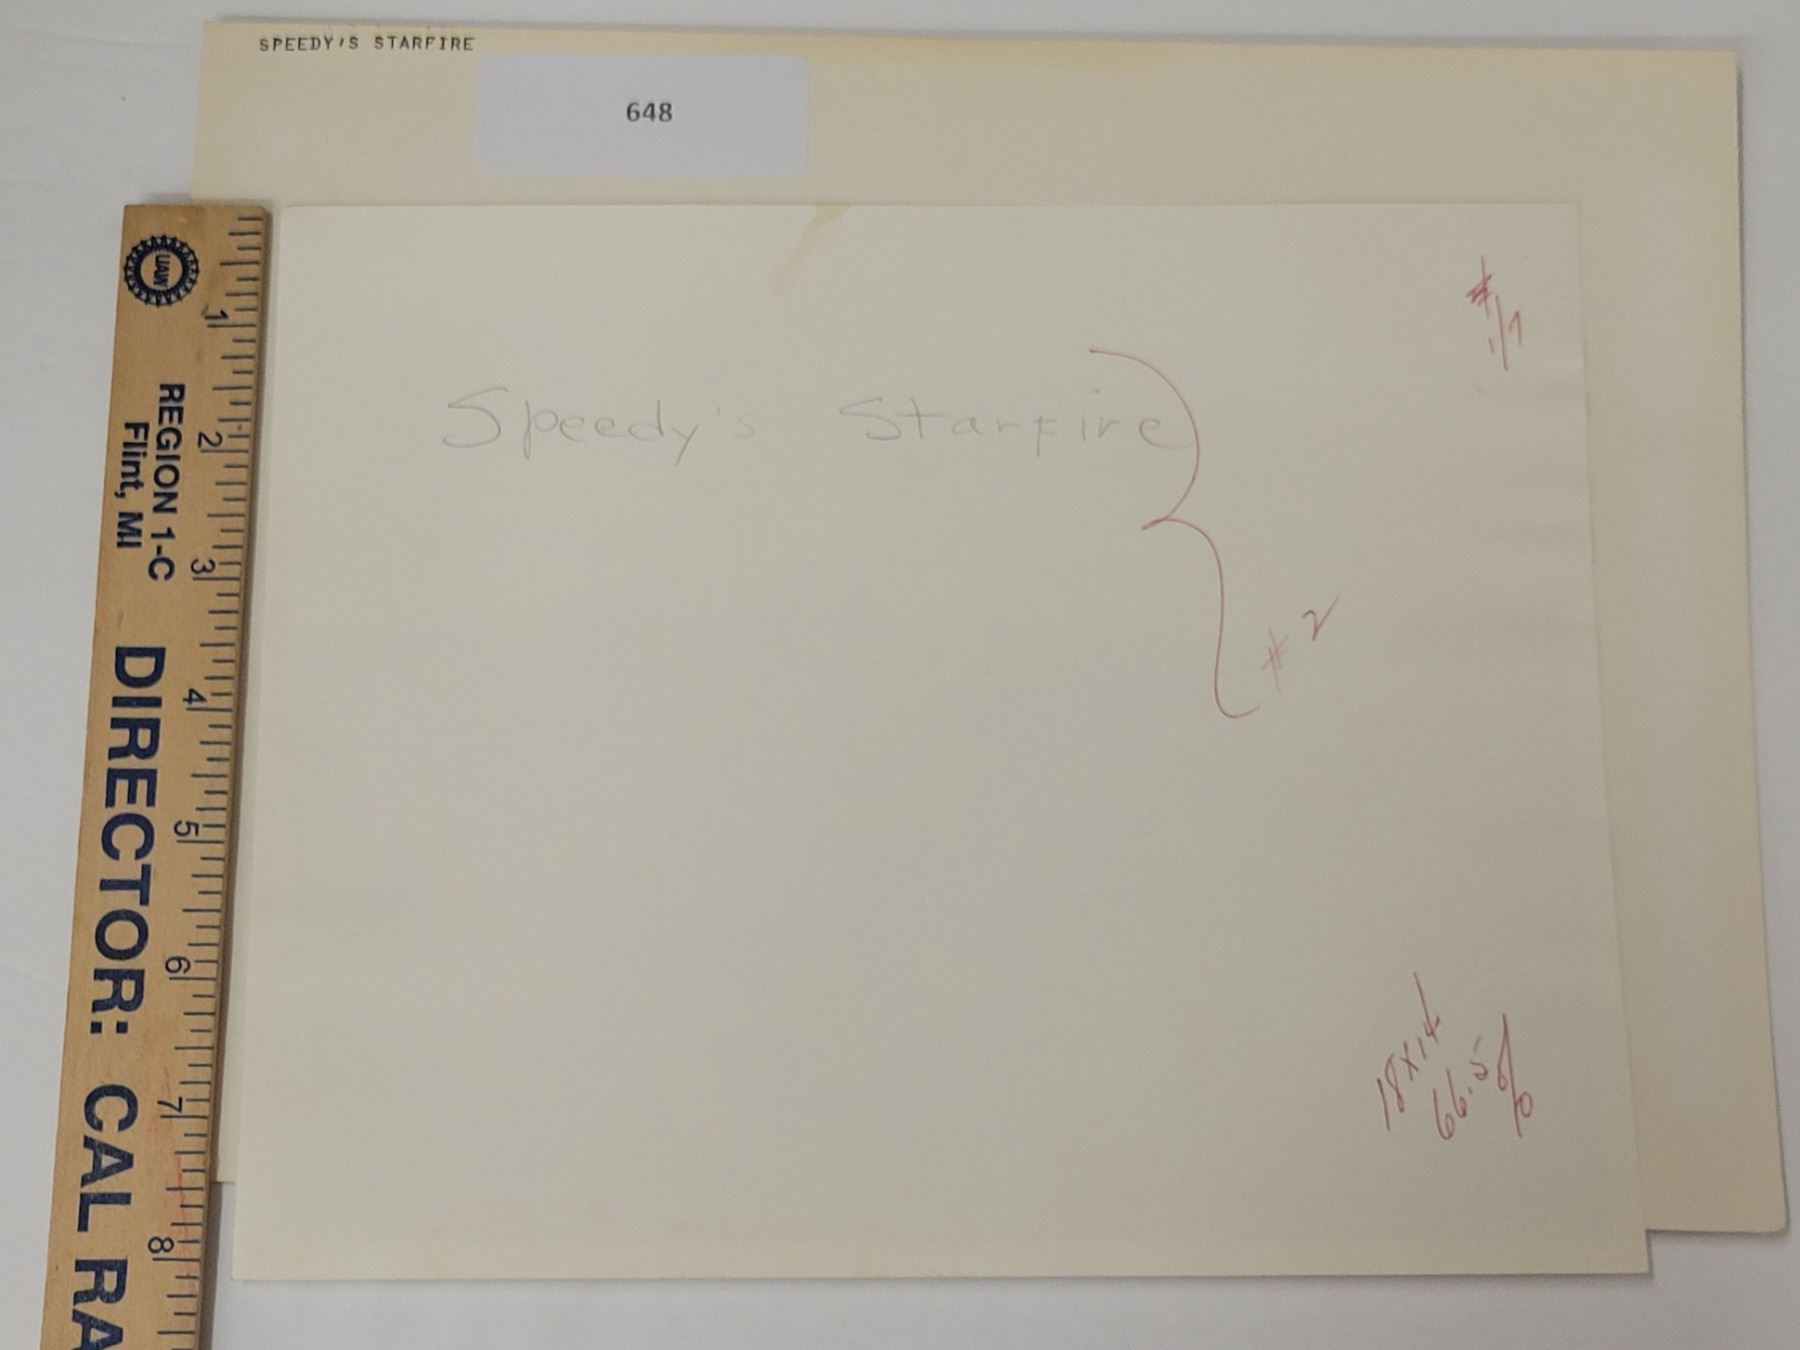 SPEEDY'S STARFIRE
648
Speedy's Starfire
#2
18x14
66.5%
UAW
REGION 1-C
Flint, MI
DIRECTOR: CAL RA
1
2
3
4
5
6
7
8